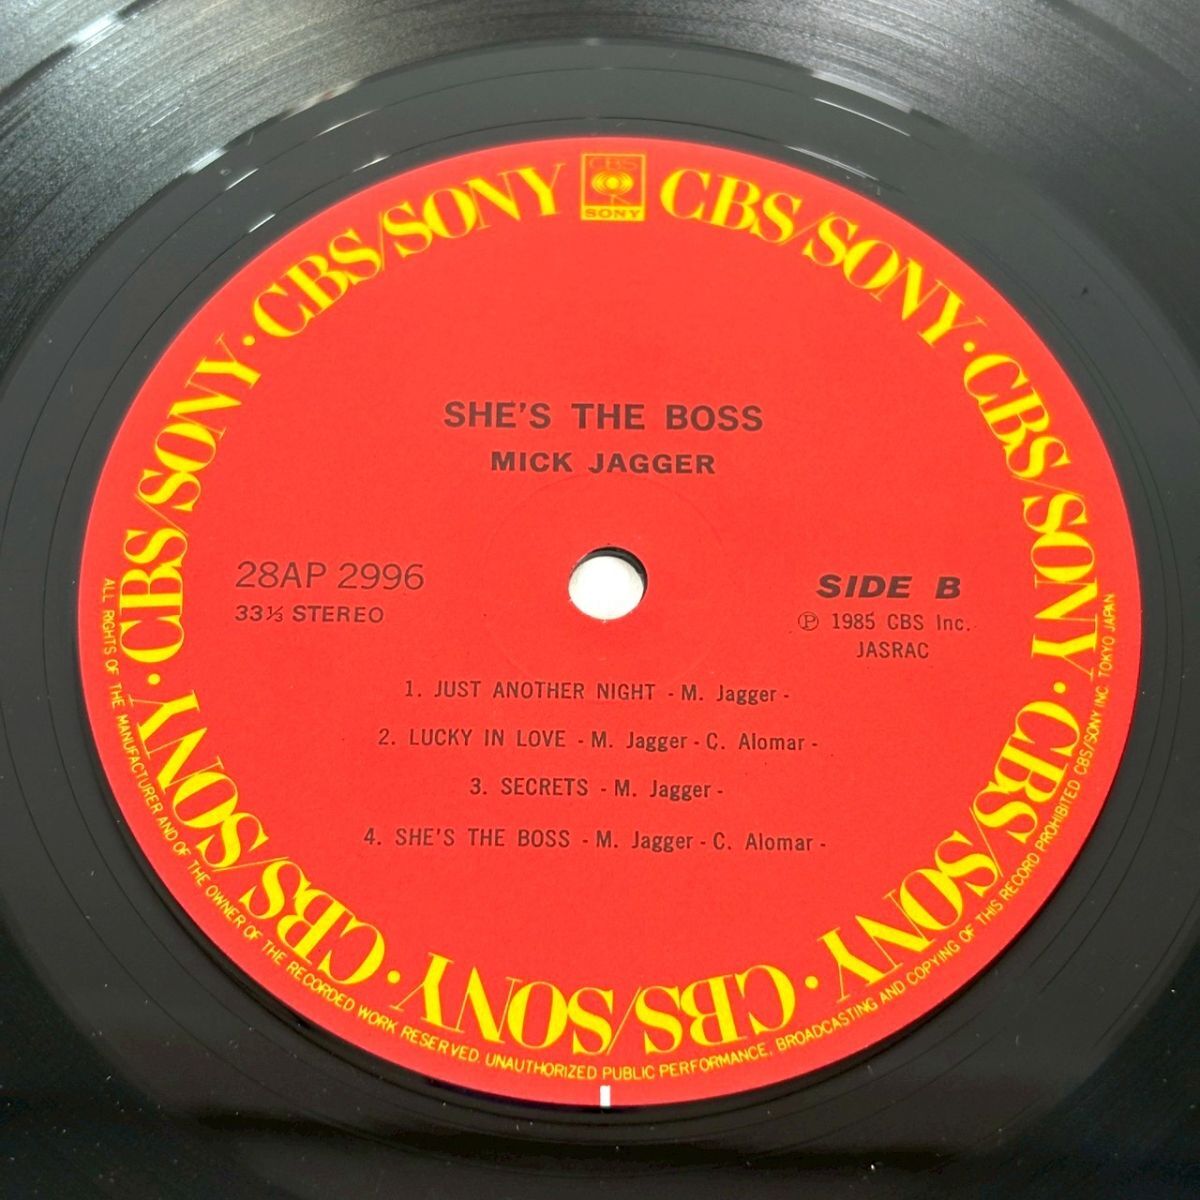 CBS
SONY
CBS/SONY · CBS/SONY · CBS/SONY · CBS/SONY · CBS/SONY · CBS/SONY · CBS/SONY · CBS/SONY
SHE'S THE BOSS
MICK JAGGER
28AP 2996
33⅓ STEREO
SIDE B
Ⓟ 1985 CBS Inc.
JASRAC
1. JUST ANOTHER NIGHT - M. Jagger -
2. LUCKY IN LOVE - M. Jagger - C. Alomar -
3. SECRETS - M. Jagger -
4. SHE'S THE BOSS - M. Jagger - C. Alomar -
ALL RIGHTS OF THE MANUFACTURER AND OF THE OWNER OF THE RECORDED WORK RESERVED. UNAUTHORIZED PUBLIC PERFORMANCE, BROADCASTING AND COPYING OF THIS RECORD PROHIBITED CBS/SONY INC. TOKYO JAPAN